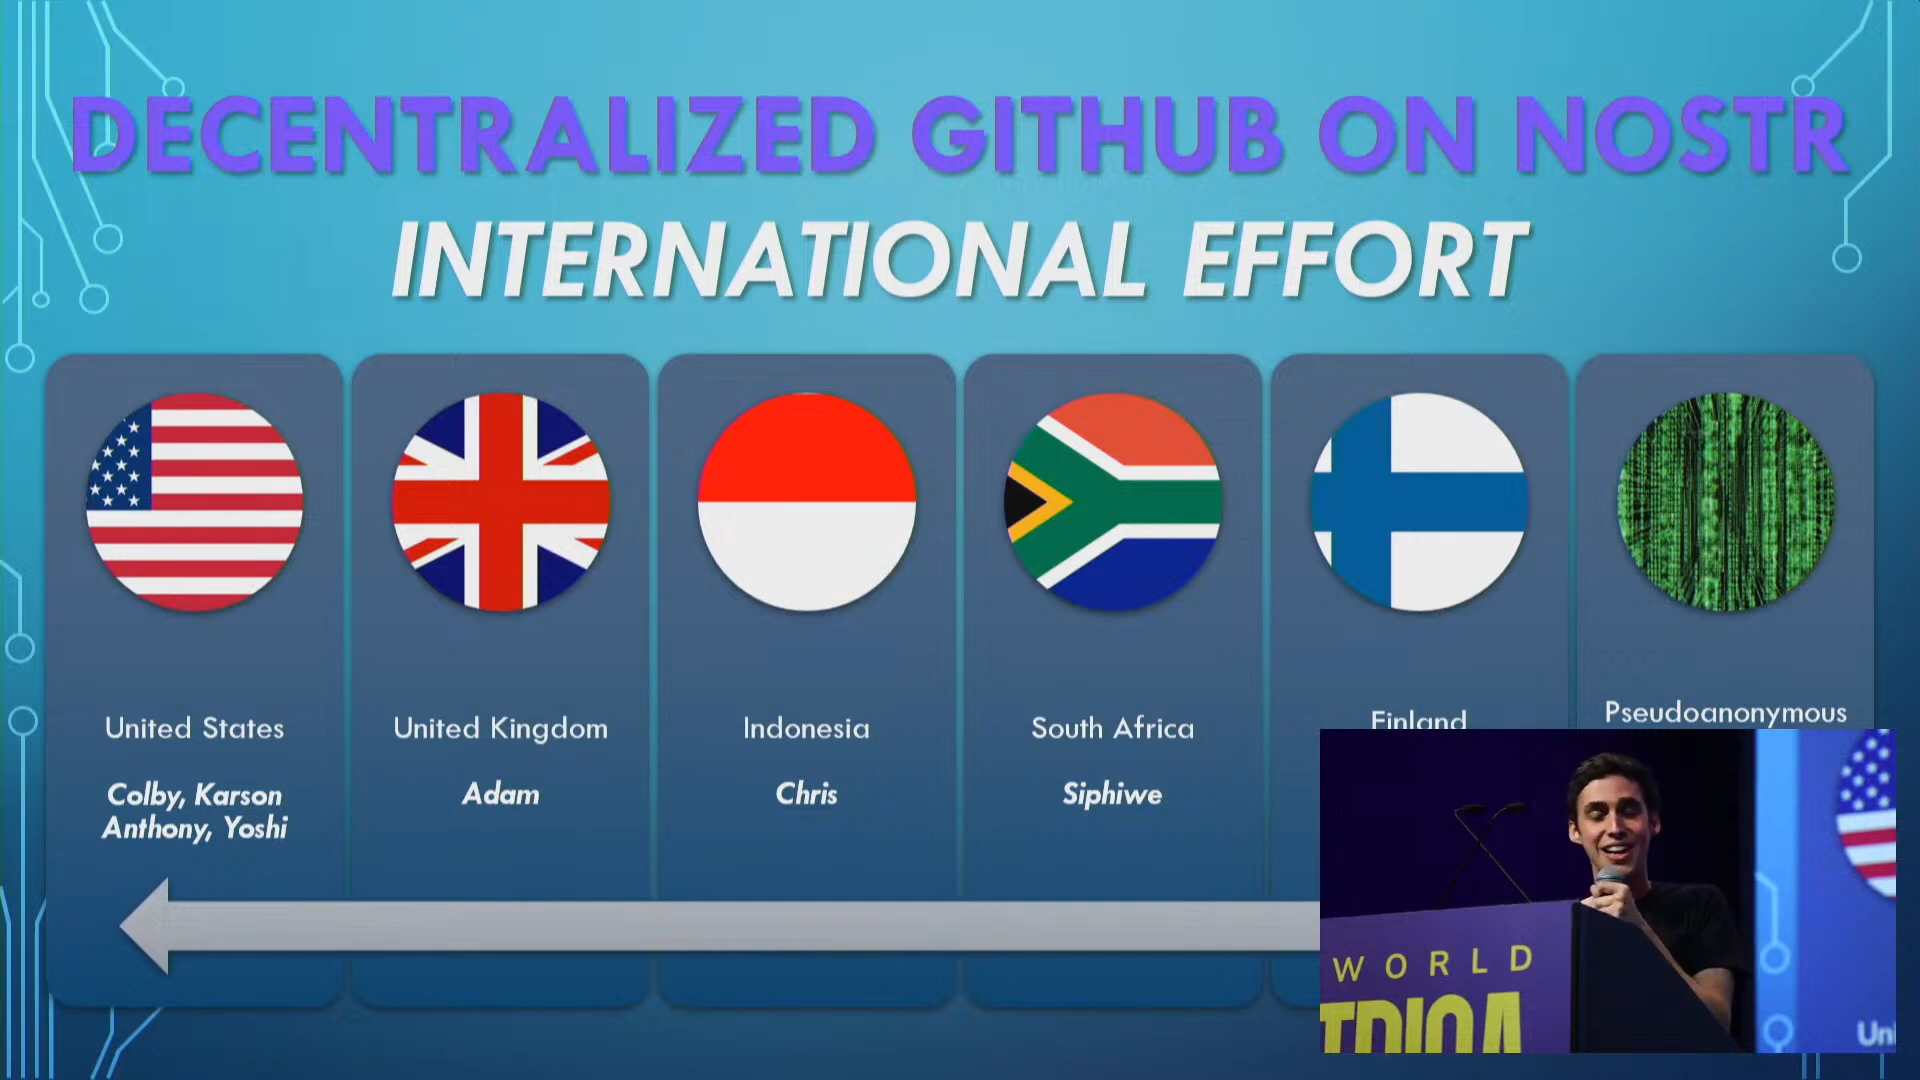 DECENTRALIZED GITHUB ON NOSTR
INTERNATIONAL EFFORT
United States
Colby, Karson
Anthony, Yoshi
United Kingdom
Adam
Indonesia
Chris
South Africa
Siphiwe
Finland
Pseudoanonymous
WORLD